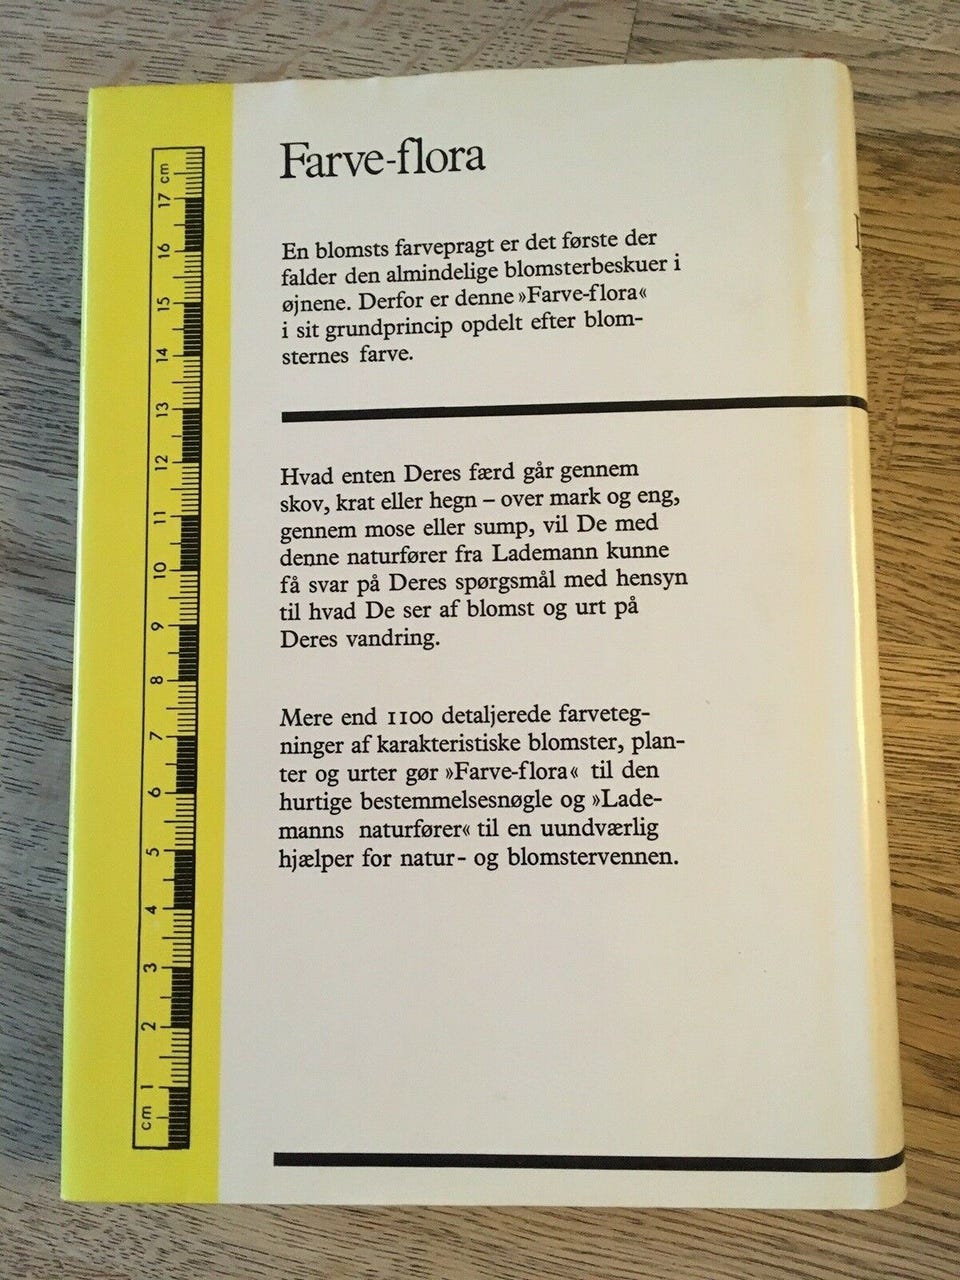 Farve-flora
En blomsts farvepragt er det første der
falder den almindelige blomsterbeskuer i
øjnene. Derfor er denne »Farve-flora«
i sit grundprincip opdelt efter blom-
sternes farve.
Hvad enten Deres færd går gennem
skov, krat eller hegn – over mark og eng,
gennem mose eller sump, vil De med
denne naturfører fra Lademann kunne
få svar på Deres spørgsmål med hensyn
til hvad De ser af blomst og urt på
Deres vandring.
Mere end 1100 detaljerede farveteg-
ninger af karakteristiske blomster, plan-
ter og urter gør »Farve-flora« til den
hurtige bestemmelsesnøgle og »Lade-
manns naturfører« til en uundværlig
hjælper for natur- og blomstervennen.
cm 1 2 3 4 5 6 7 8 9 10 11 12 13 14 15 16 17 cm